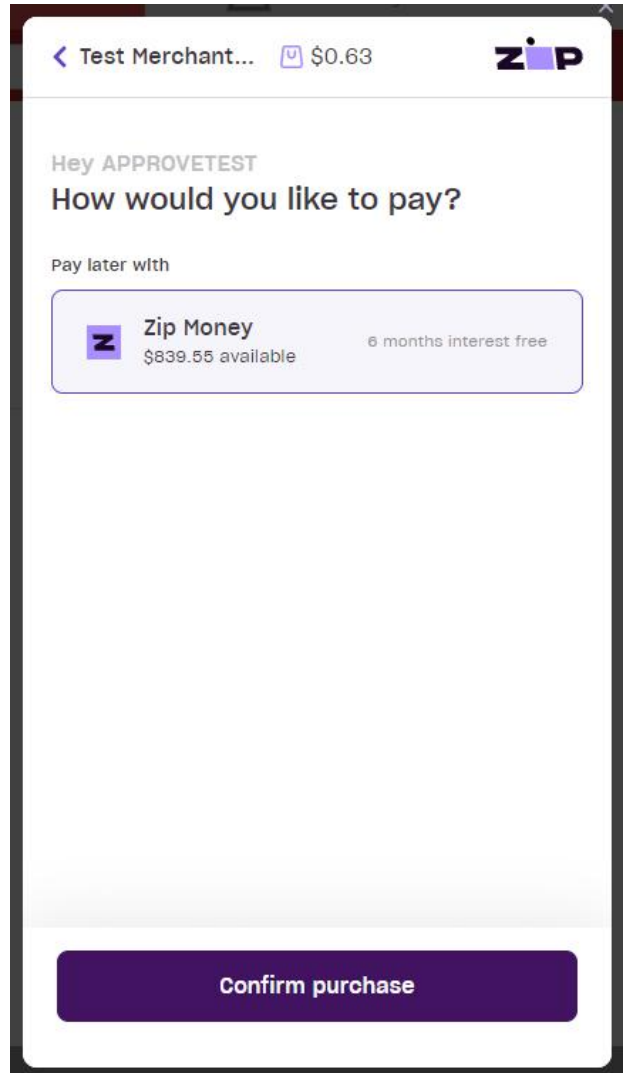 Test Merchant... $0.63 zip
Hey APPROVETEST
How would you like to pay?
Pay later with
Zip Money
$839.55 available
6 months interest free
Confirm purchase